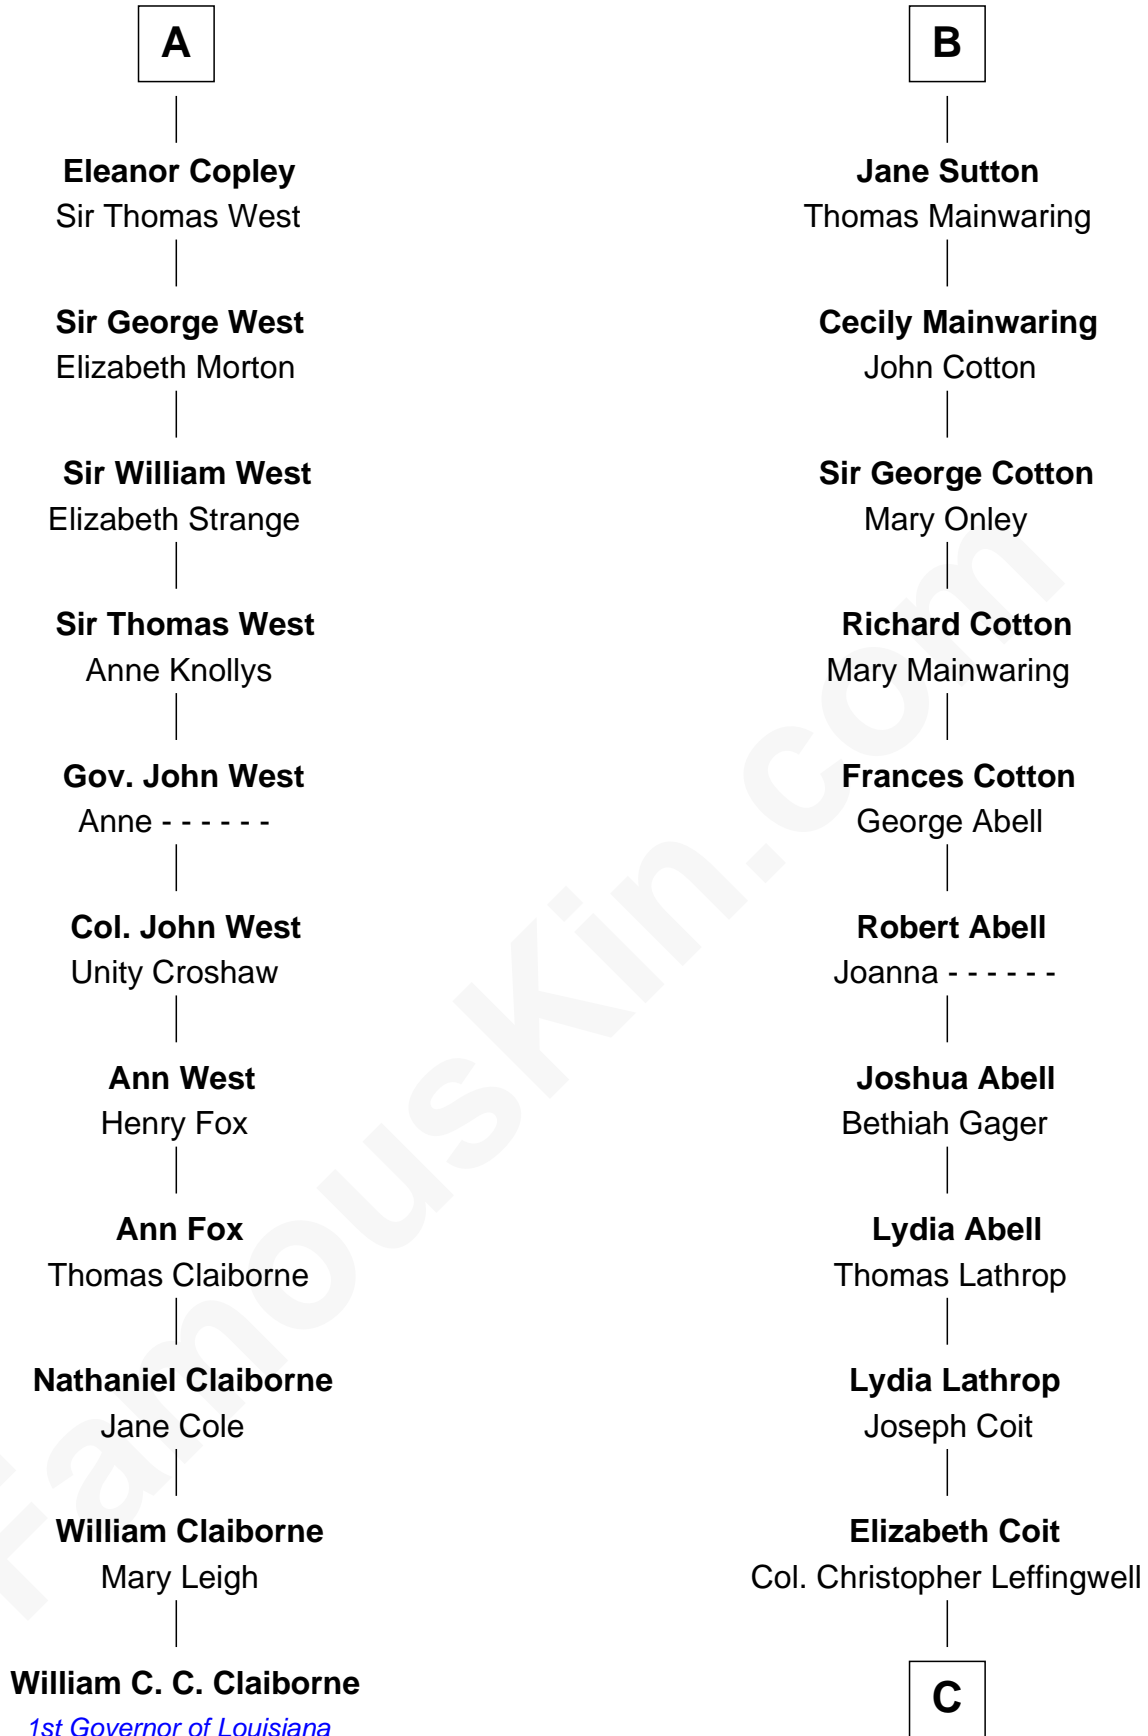 A
Eleanor Copley
Sir Thomas West
Sir George West
Elizabeth Morton
Sir William West
Elizabeth Strange
Sir Thomas West
Anne Knollys
Gov. John West
Anne - - - - - -
Col. John West
Unity Croshaw
Ann West
Henry Fox
Ann Fox
Thomas Claiborne
Nathaniel Claiborne
Jane Cole
William Claiborne
Mary Leigh
William C. C. Claiborne
1st Governor of Louisiana
B
Jane Sutton
Thomas Mainwaring
Cecily Mainwaring
John Cotton
Sir George Cotton
Mary Onley
Richard Cotton
Mary Mainwaring
Frances Cotton
George Abell
Robert Abell
Joanna - - - - - -
Joshua Abell
Bethiah Gager
Lydia Abell
Thomas Lathrop
Lydia Lathrop
Joseph Coit
Elizabeth Coit
Col. Christopher Leffingwell
C
FamousKin.com